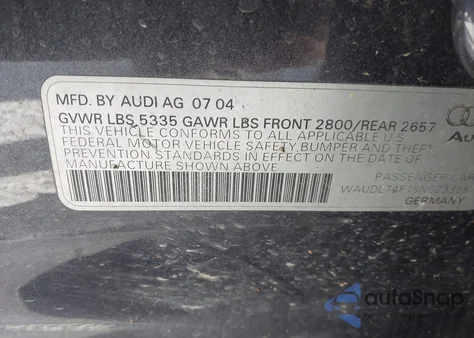 MFD. BY AUDI AG 07 04
GVWR LBS 5335 GAWR LBS FRONT 2800/REAR 2657
THIS VEHICLE CONFORMS TO ALL APPLICABLE U.S.
FEDERAL MOTOR VEHICLE SAFETY, BUMPER AND THEFT
PREVENTION STANDARDS IN EFFECT ON THE DATE OF
MANUFACTURE SHOWN ABOVE
Au
PASSENGER CAR
GERMANY
autoSnap